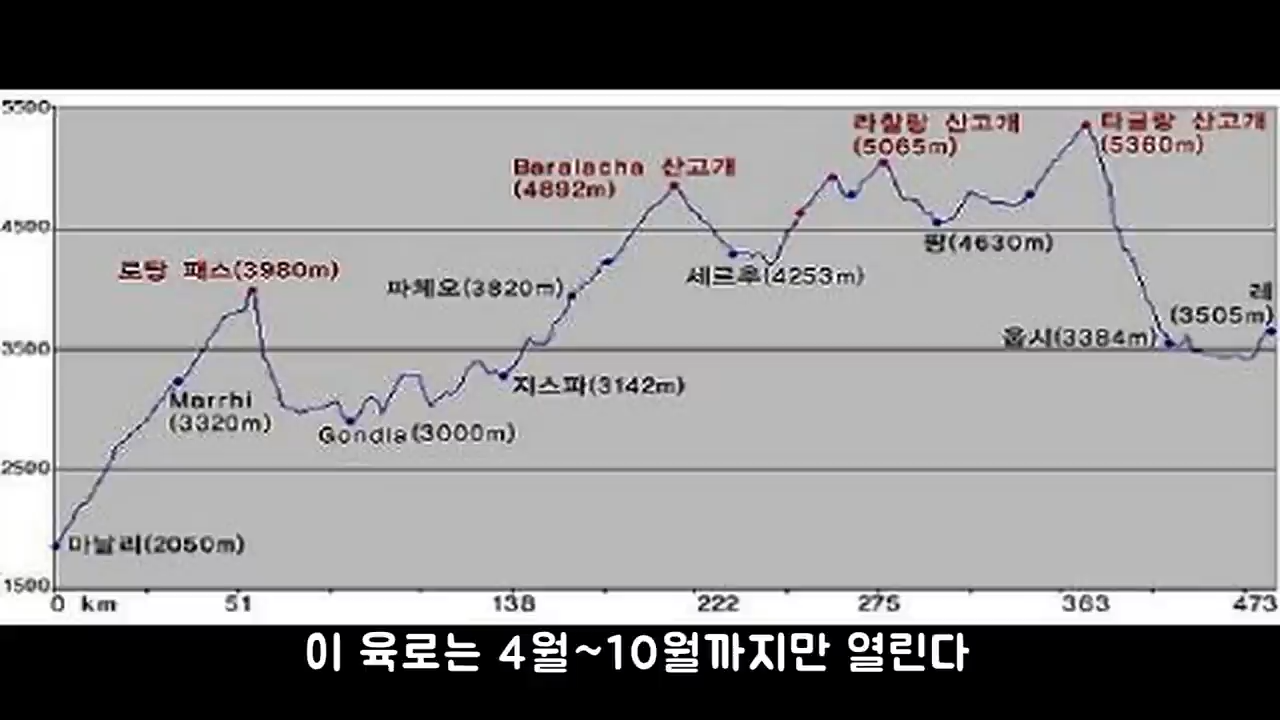 5500
라찰랑 산고개
(5065m)
타글랑 산고개
(5360m)
Baralacha 산고개
(4892m)
4500
팡(4630m)
로탕 패스(3980m)
파체오(3820m)
세르추(4253m)
레
(3505m)
3500
읍시(3384m)
지스파(3142m)
Marrhi
(3320m)
Gondla(3000m)
2500
마날리(2050m)
1500
0 km 51 138 222 275 363 473
이 육로는 4월~10월까지만 열린다